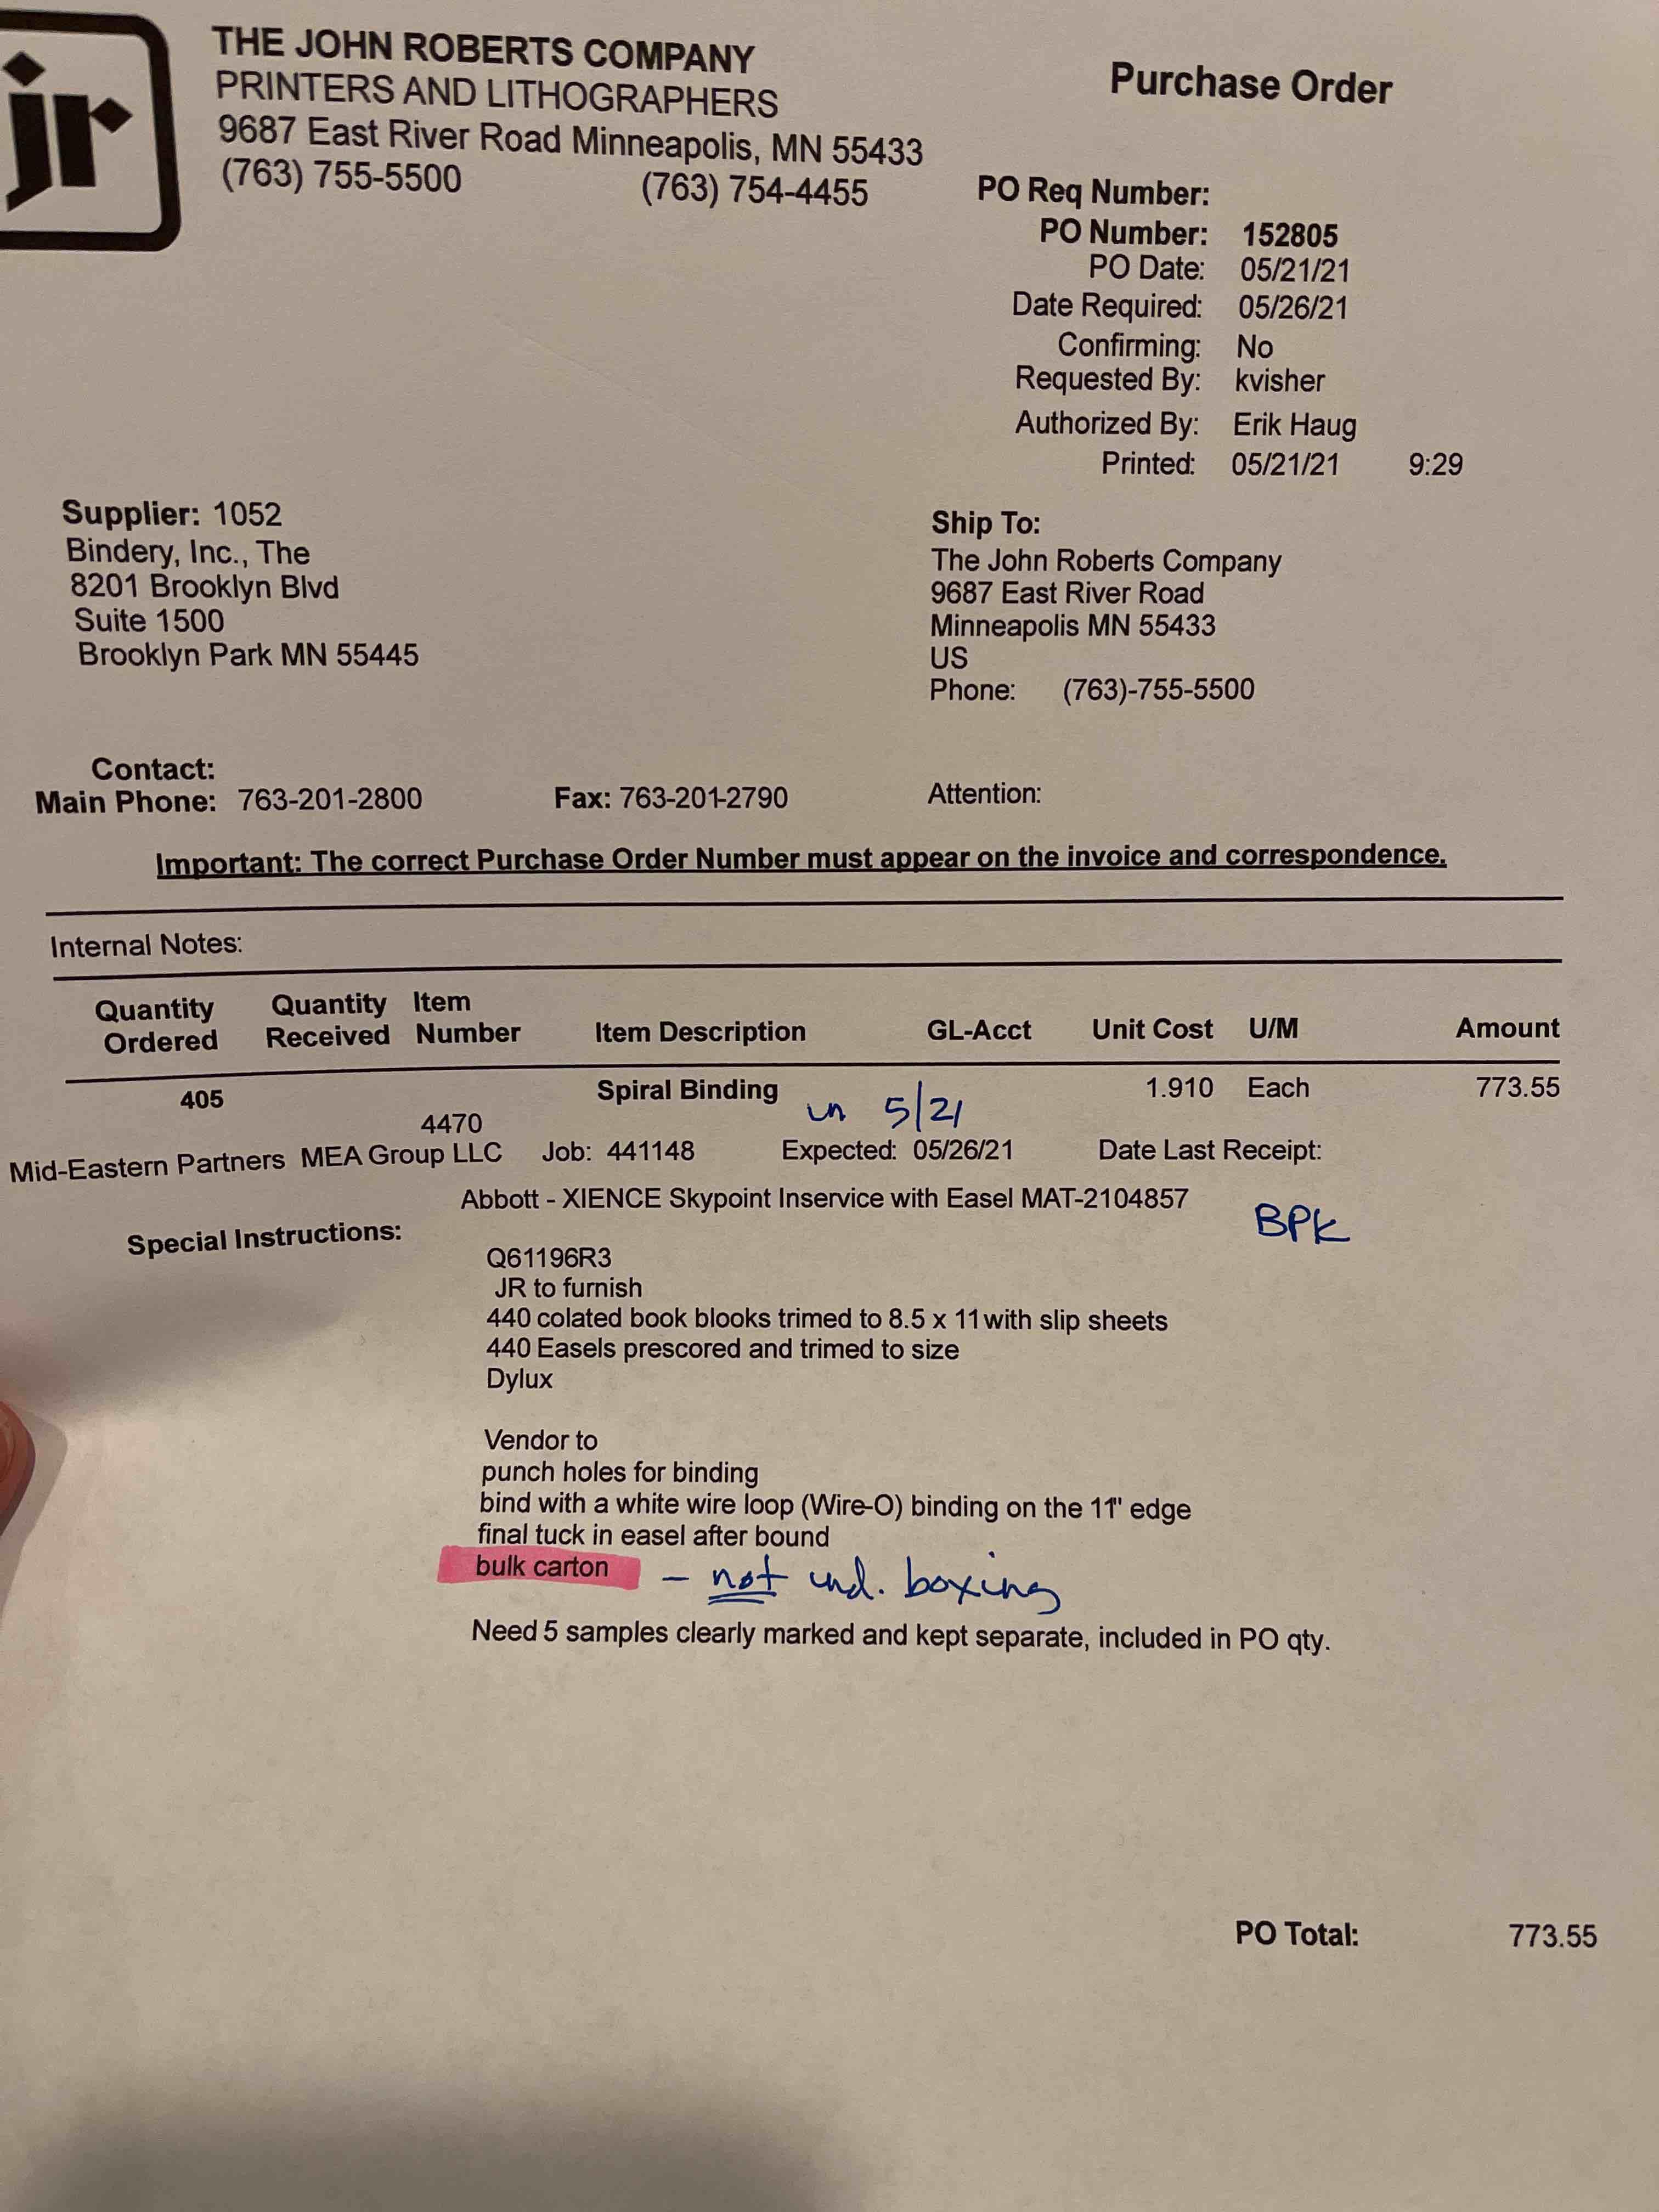 jr
THE JOHN ROBERTS COMPANY
PRINTERS AND LITHOGRAPHERS
9687 East River Road Minneapolis, MN 55433
(763) 755-5500 (763) 754-4455
Purchase Order
PO Req Number:
PO Number: 152805
PO Date: 05/21/21
Date Required: 05/26/21
Confirming: No
Requested By: kvisher
Authorized By: Erik Haug
Printed: 05/21/21 9:29
Supplier: 1052
Bindery, Inc., The
8201 Brooklyn Blvd
Suite 1500
Brooklyn Park MN 55445
Ship To:
The John Roberts Company
9687 East River Road
Minneapolis MN 55433
US
Phone: (763)-755-5500
Contact:
Main Phone: 763-201-2800 Fax: 763-201-2790 Attention:
Important: The correct Purchase Order Number must appear on the invoice and correspondence.
Internal Notes:
Quantity Ordered Quantity Received Item Number Item Description GL-Acct Unit Cost U/M Amount
405 Spiral Binding 1.910 Each 773.55
4470 in 5/21
Mid-Eastern Partners MEA Group LLC Job: 441148 Expected: 05/26/21 Date Last Receipt:
Abbott - XIENCE Skypoint Inservice with Easel MAT-2104857
BPK
Special Instructions:
Q61196R3
JR to furnish
440 colated book blooks trimed to 8.5 x 11 with slip sheets
440 Easels prescored and trimed to size
Dylux
Vendor to
punch holes for binding
bind with a white wire loop (Wire-O) binding on the 11" edge
final tuck in easel after bound
bulk carton - not ind. boxing
Need 5 samples clearly marked and kept separate, included in PO qty.
PO Total: 773.55